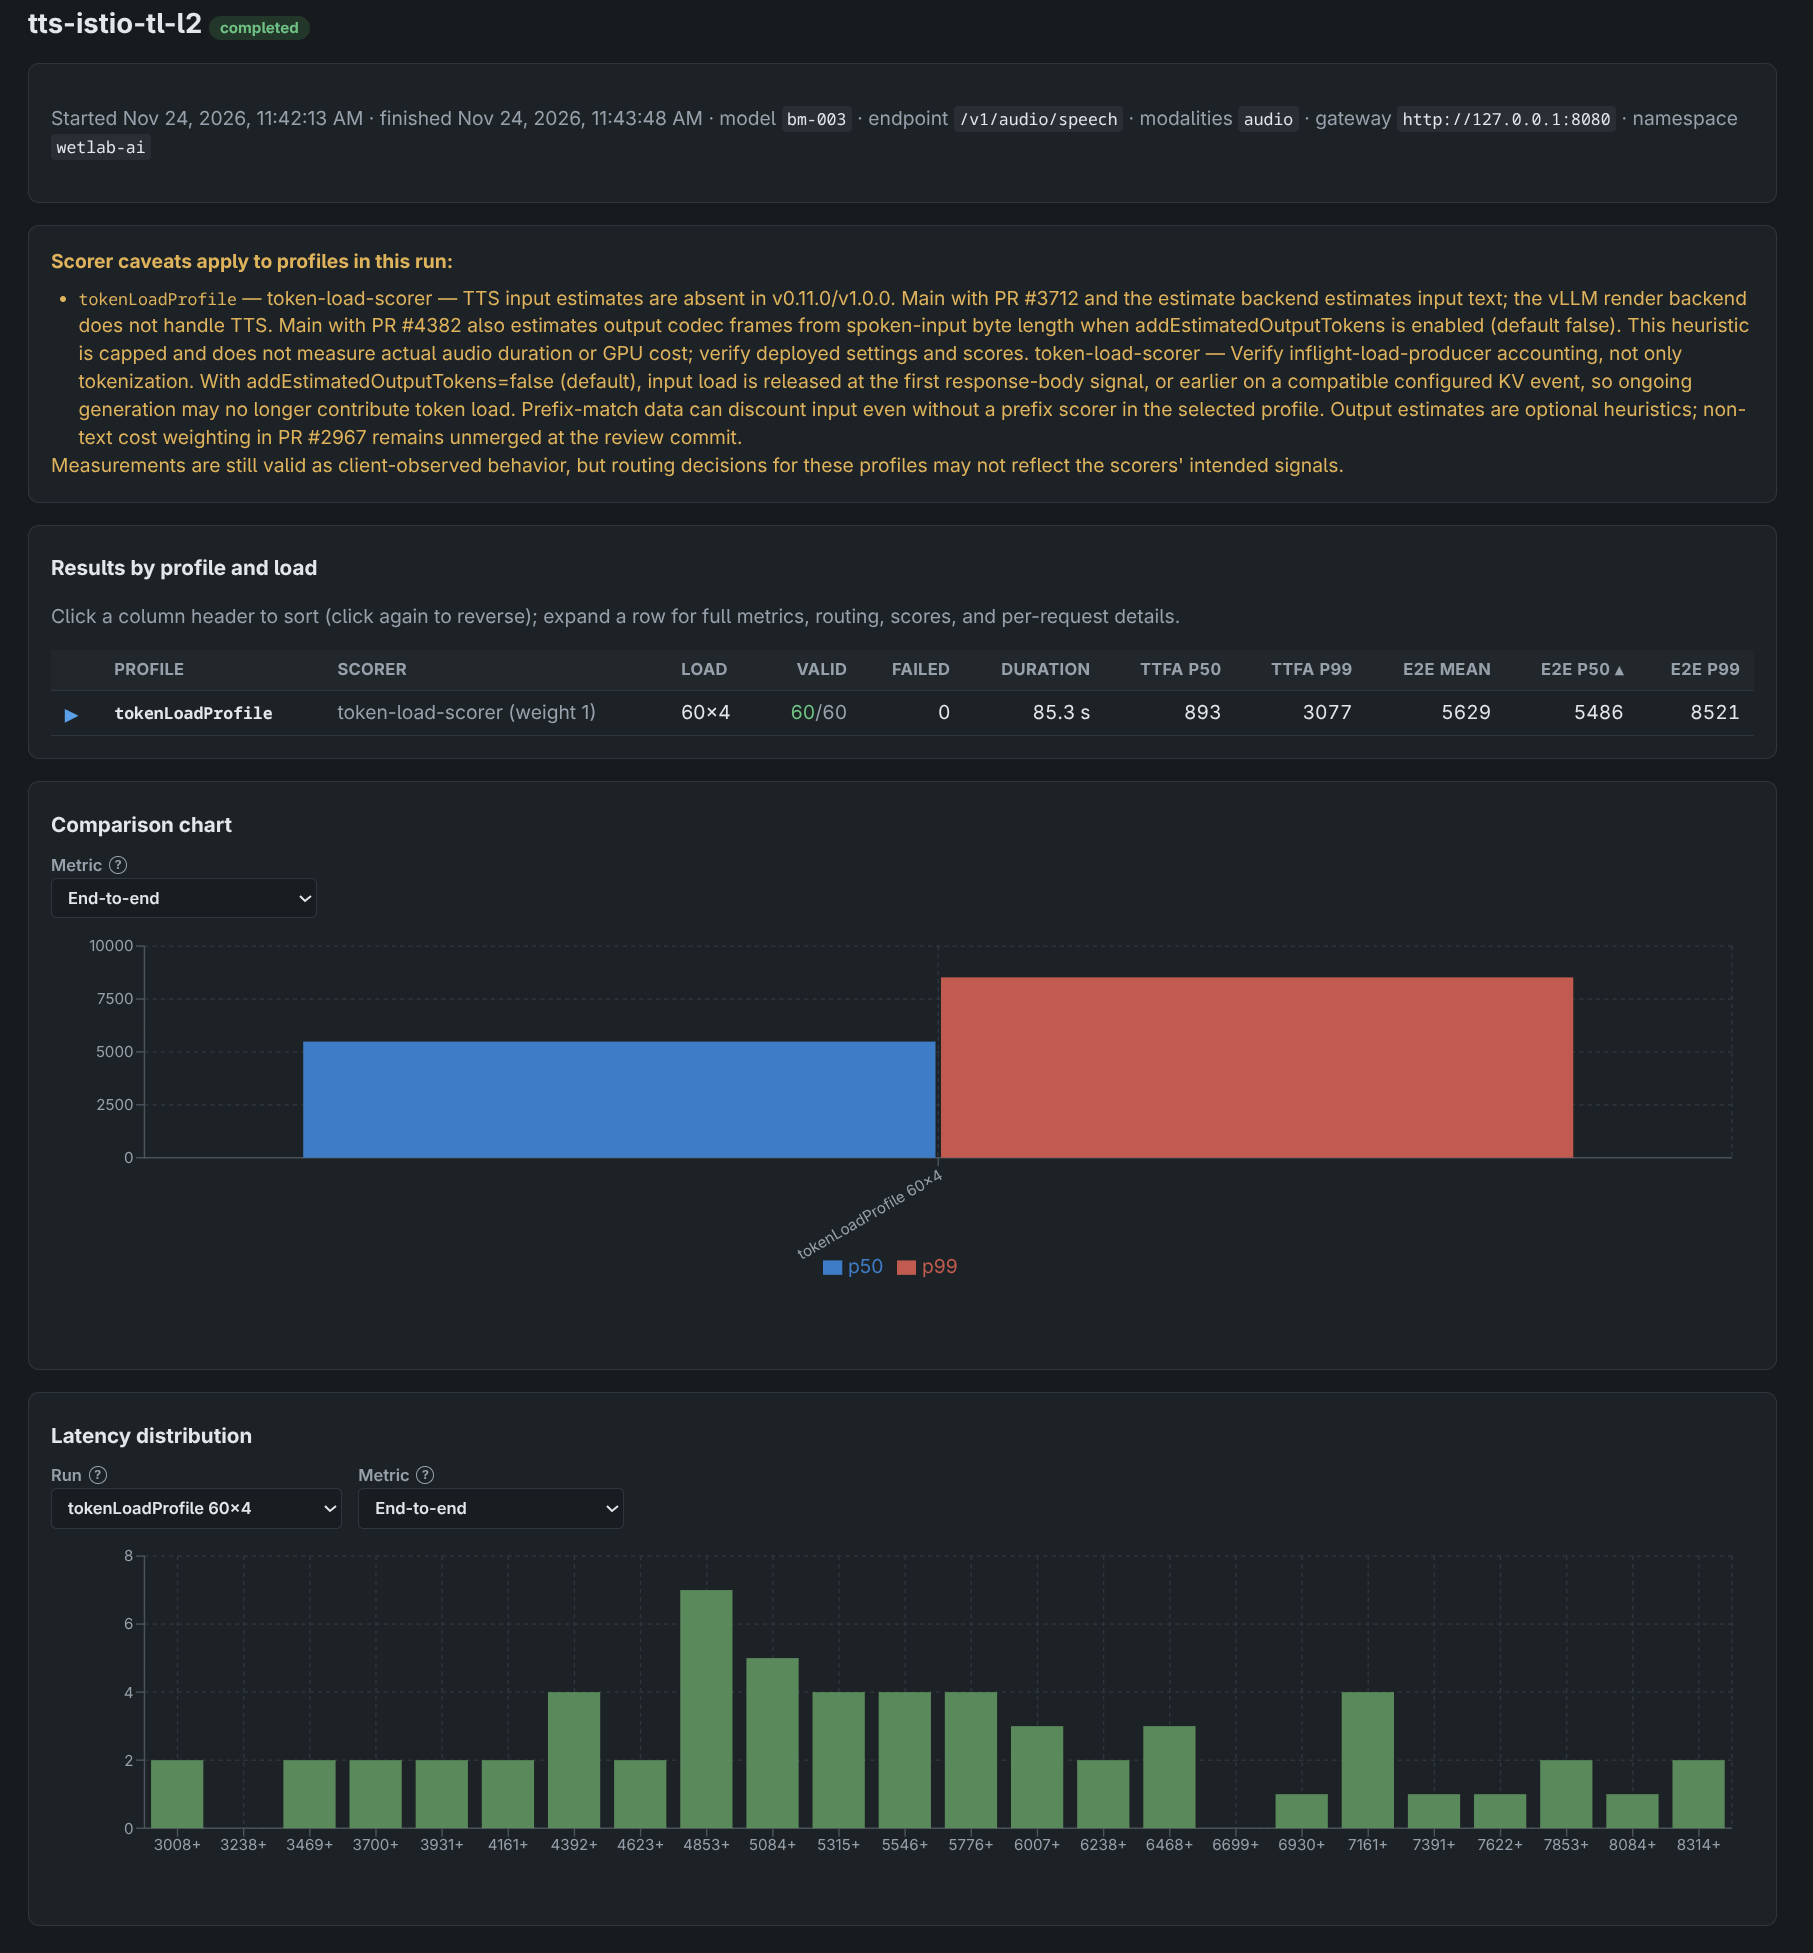 tts-istio-tl-l2 completed
Started Nov 24, 2026, 11:42:13 AM · finished Nov 24, 2026, 11:43:48 AM · model bm-003 · endpoint /v1/audio/speech · modalities audio · gateway http://127.0.0.1:8080 · namespace
wetlab-ai
Scorer caveats apply to profiles in this run:
• tokenLoadProfile — token-load-scorer — TTS input estimates are absent in v0.11.0/v1.0.0. Main with PR #3712 and the estimate backend estimates input text; the vLLM render backend
does not handle TTS. Main with PR #4382 also estimates output codec frames from spoken-input byte length when addEstimatedOutputTokens is enabled (default false). This heuristic
is capped and does not measure actual audio duration or GPU cost; verify deployed settings and scores. token-load-scorer — Verify inflight-load-producer accounting, not only
tokenization. With addEstimatedOutputTokens=false (default), input load is released at the first response-body signal, or earlier on a compatible configured KV event, so ongoing
generation may no longer contribute token load. Prefix-match data can discount input even without a prefix scorer in the selected profile. Output estimates are optional heuristics; non-
text cost weighting in PR #2967 remains unmerged at the review commit.
Measurements are still valid as client-observed behavior, but routing decisions for these profiles may not reflect the scorers' intended signals.
Results by profile and load
Click a column header to sort (click again to reverse); expand a row for full metrics, routing, scores, and per-request details.
PROFILE SCORER LOAD VALID FAILED DURATION TTFA P50 TTFA P99 E2E MEAN E2E P50 ▲ E2E P99
▶ tokenLoadProfile token-load-scorer (weight 1) 60×4 60/60 0 85.3 s 893 3077 5629 5486 8521
Comparison chart
Metric ?
End-to-end
10000
7500
5000
2500
0
tokenLoadProfile 60×4
p50 p99
Latency distribution
Run ? Metric ?
tokenLoadProfile 60×4 End-to-end
8
6
4
2
0
3008+ 3238+ 3469+ 3700+ 3931+ 4161+ 4392+ 4623+ 4853+ 5084+ 5315+ 5546+ 5776+ 6007+ 6238+ 6468+ 6699+ 6930+ 7161+ 7391+ 7622+ 7853+ 8084+ 8314+